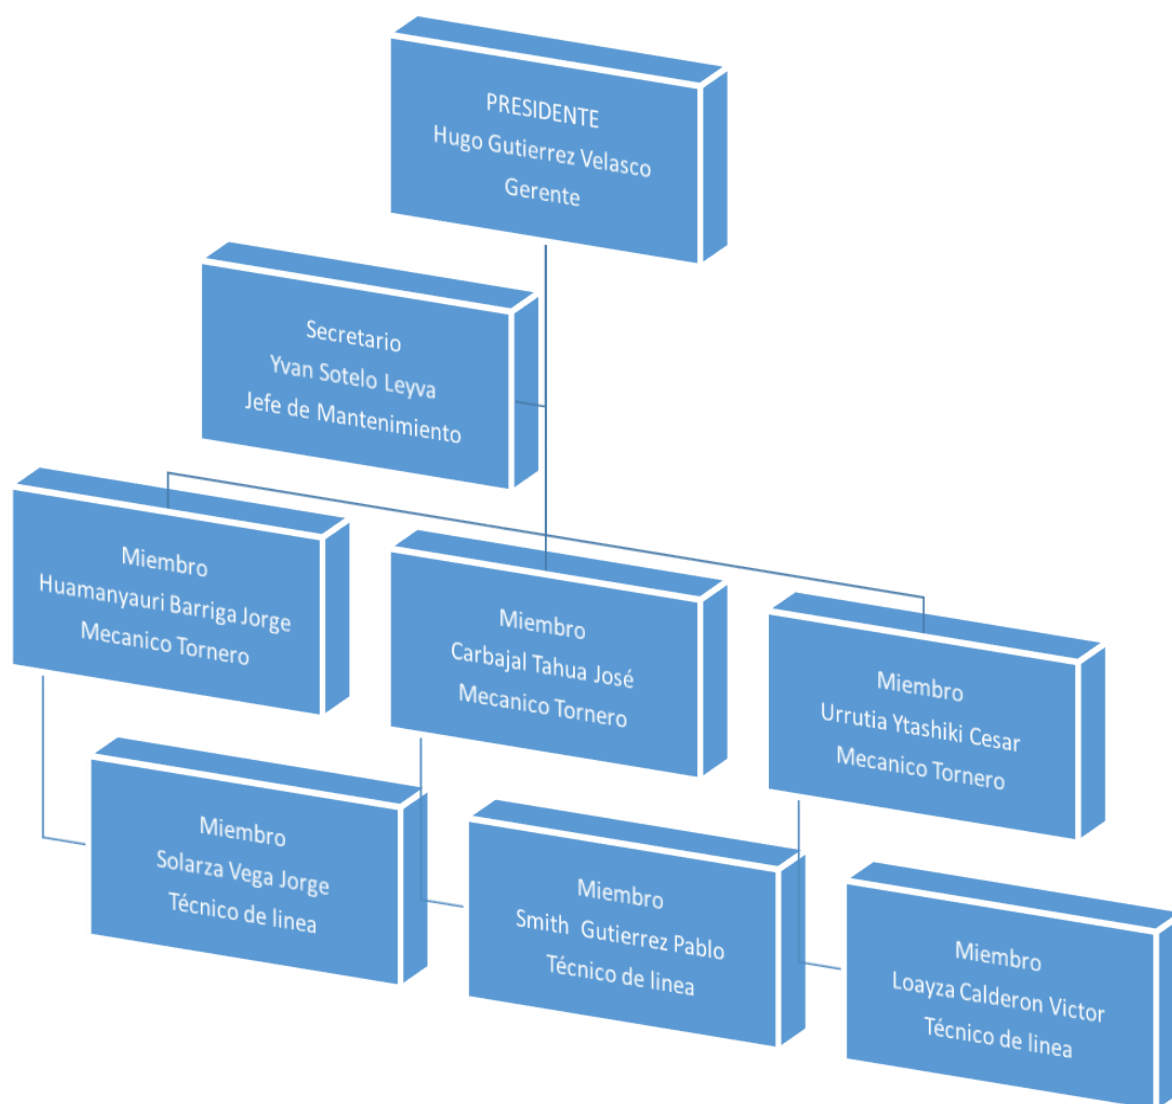 PRESIDENTE
Hugo Gutierrez Velasco
Gerente
Secretario
Yvan Sotelo Leyva
Jefe de Mantenimiento
Miembro
Huamanyauri Barriga Jorge
Mecanico Tornero
Miembro
Carbajal Tahua José
Mecanico Tornero
Miembro
Urrutia Ytashiki Cesar
Mecanico Tornero
Miembro
Solarza Vega Jorge
Técnico de linea
Miembro
Smith Gutierrez Pablo
Técnico de linea
Miembro
Loayza Calderon Victor
Técnico de linea